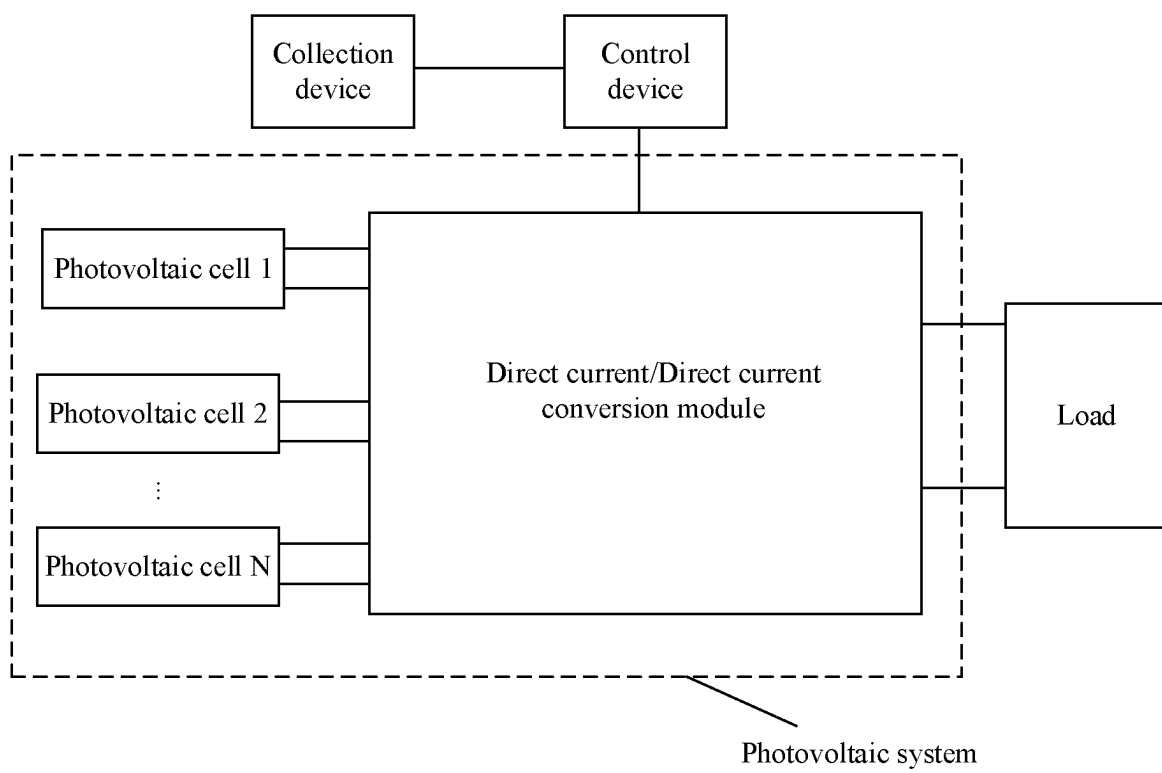 Collection
device
Control
device
Photovoltaic cell 1
Photovoltaic cell 2
⋮
Photovoltaic cell N
Direct current/Direct current
conversion module
Load
Photovoltaic system